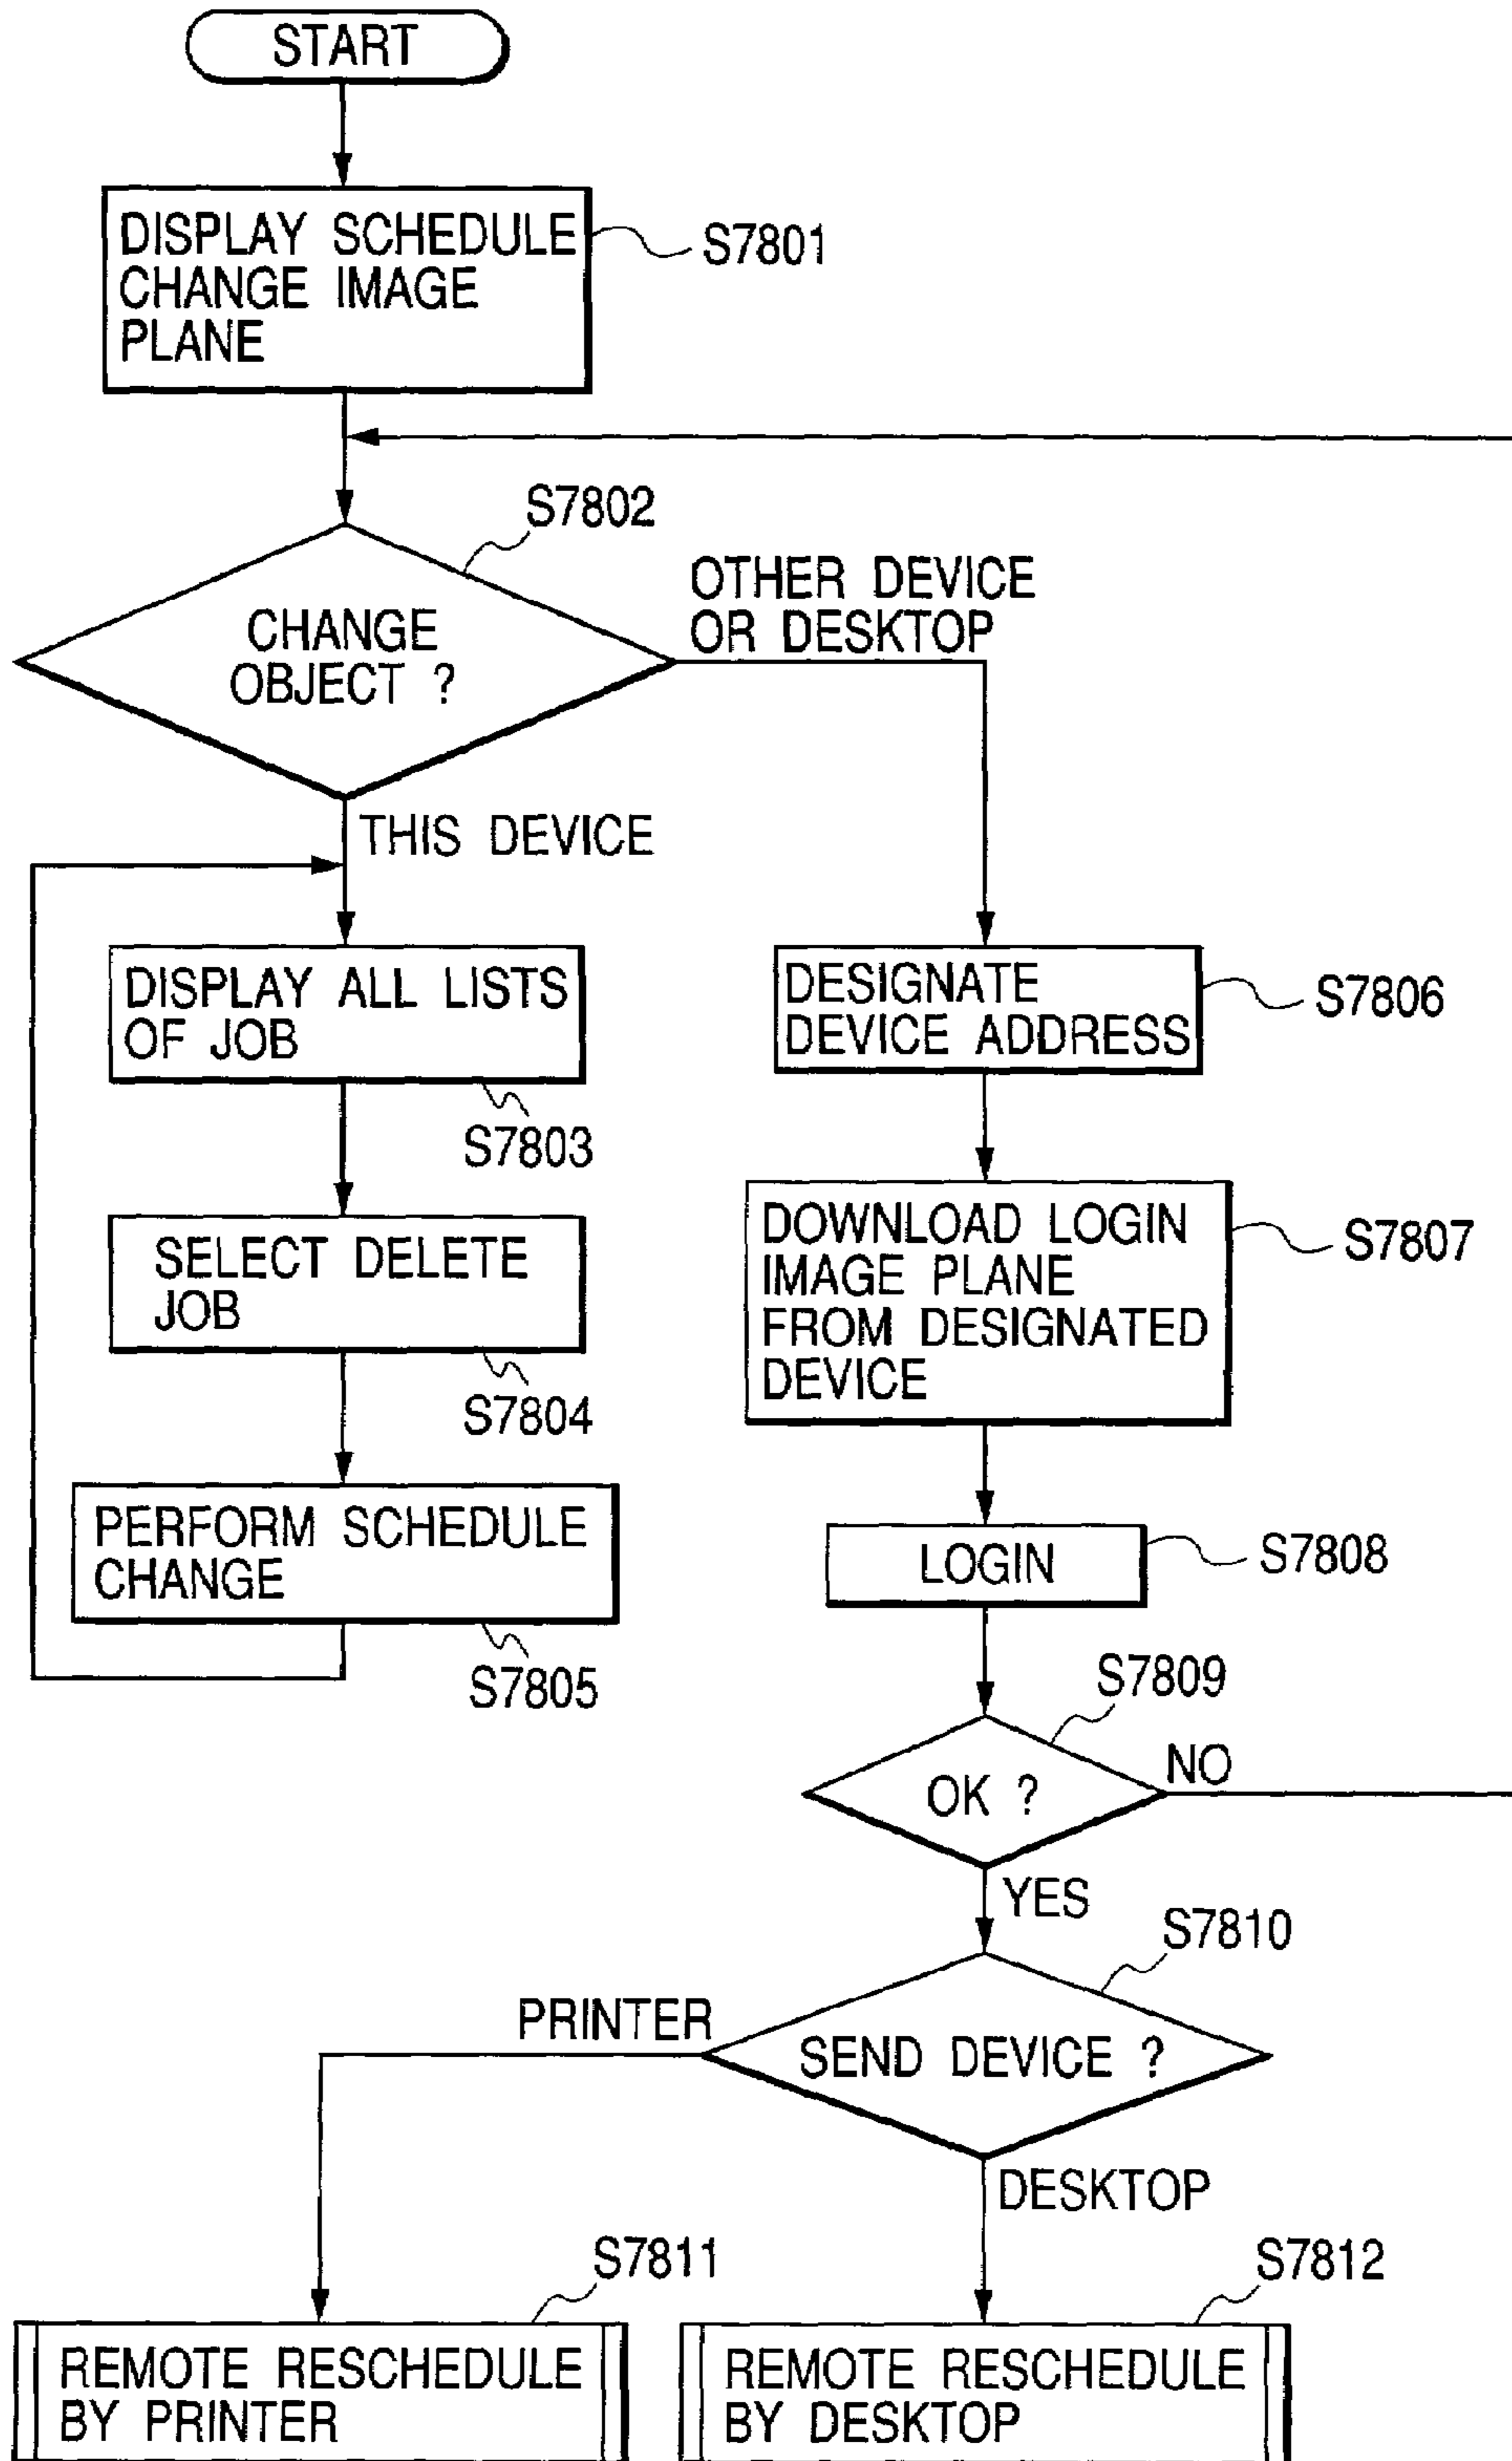 START
DISPLAY SCHEDULE
CHANGE IMAGE
PLANE
S7801
S7802
CHANGE
OBJECT ?
OTHER DEVICE
OR DESKTOP
THIS DEVICE
DISPLAY ALL LISTS
OF JOB
S7803
SELECT DELETE
JOB
S7804
PERFORM SCHEDULE
CHANGE
S7805
DESIGNATE
DEVICE ADDRESS
S7806
DOWNLOAD LOGIN
IMAGE PLANE
FROM DESIGNATED
DEVICE
S7807
LOGIN
S7808
S7809
OK ?
NO
YES
S7810
SEND DEVICE ?
PRINTER
DESKTOP
S7811
REMOTE RESCHEDULE
BY PRINTER
S7812
REMOTE RESCHEDULE
BY DESKTOP